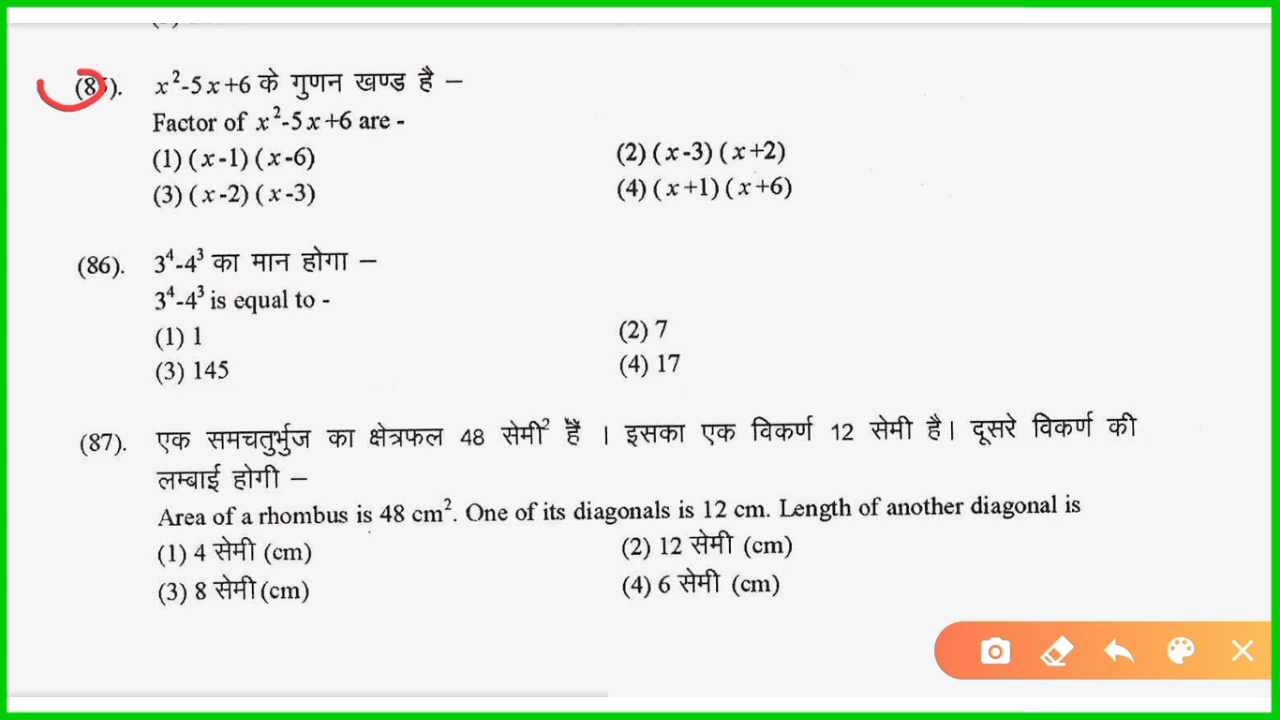 (85). x²-5x+6 के गुणन खण्ड है –
Factor of x²-5x+6 are -
(1) (x-1) (x-6) (2) (x-3) (x+2)
(3) (x-2) (x-3) (4) (x+1) (x+6)
(86). 3⁴-4³ का मान होगा –
3⁴-4³ is equal to -
(1) 1 (2) 7
(3) 145 (4) 17
(87). एक समचतुर्भुज का क्षेत्रफल 48 सेमी² हैं । इसका एक विकर्ण 12 सेमी है। दूसरे विकर्ण की
लम्बाई होगी –
Area of a rhombus is 48 cm². One of its diagonals is 12 cm. Length of another diagonal is
(1) 4 सेमी (cm) (2) 12 सेमी (cm)
(3) 8 सेमी (cm) (4) 6 सेमी (cm)